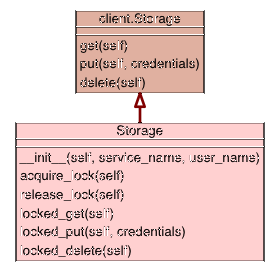 client.Storage
get(self)
put(self, credentials)
delete(self)
Storage
__init__(self, service_name, user_name)
acquire_lock(self)
release_lock(self)
locked_get(self)
locked_put(self, credentials)
locked_delete(self)